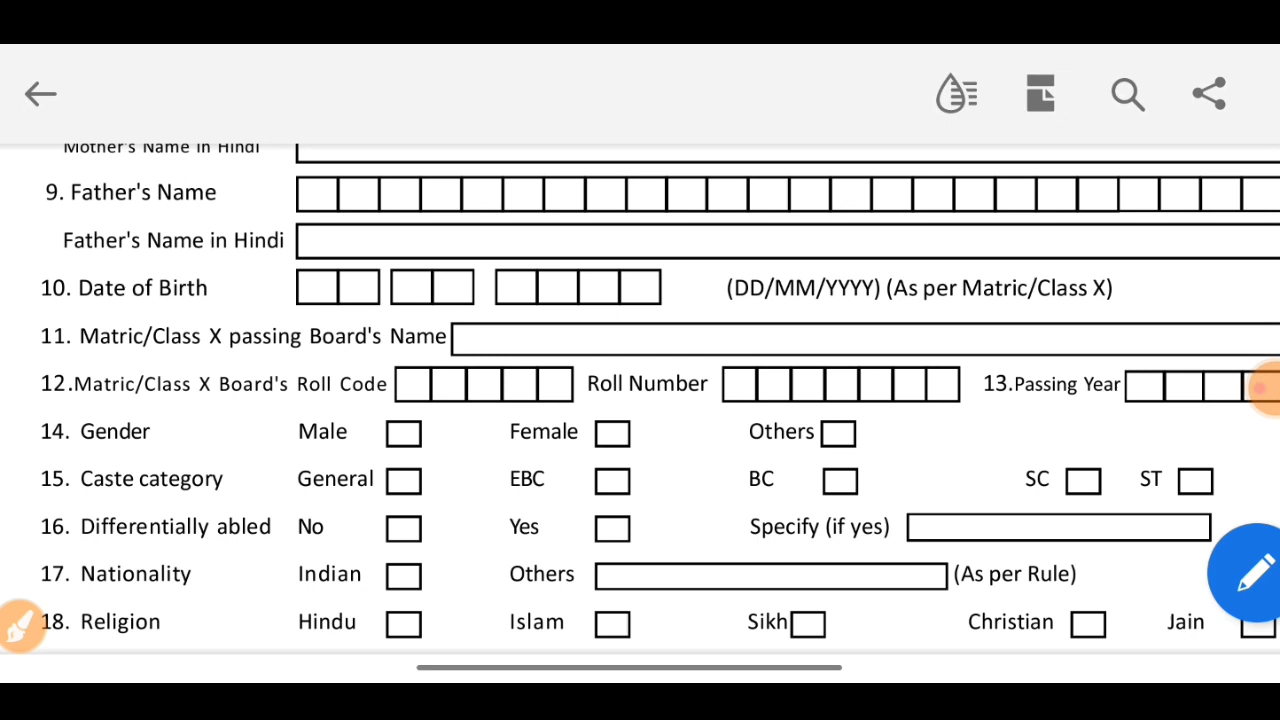 Mother's Name in Hindi
9. Father's Name
Father's Name in Hindi
10. Date of Birth (DD/MM/YYYY) (As per Matric/Class X)
11. Matric/Class X passing Board's Name
12.Matric/Class X Board's Roll Code Roll Number 13.Passing Year
14. Gender Male Female Others
15. Caste category General EBC BC SC ST
16. Differentially abled No Yes Specify (if yes)
17. Nationality Indian Others (As per Rule)
18. Religion Hindu Islam Sikh Christian Jain